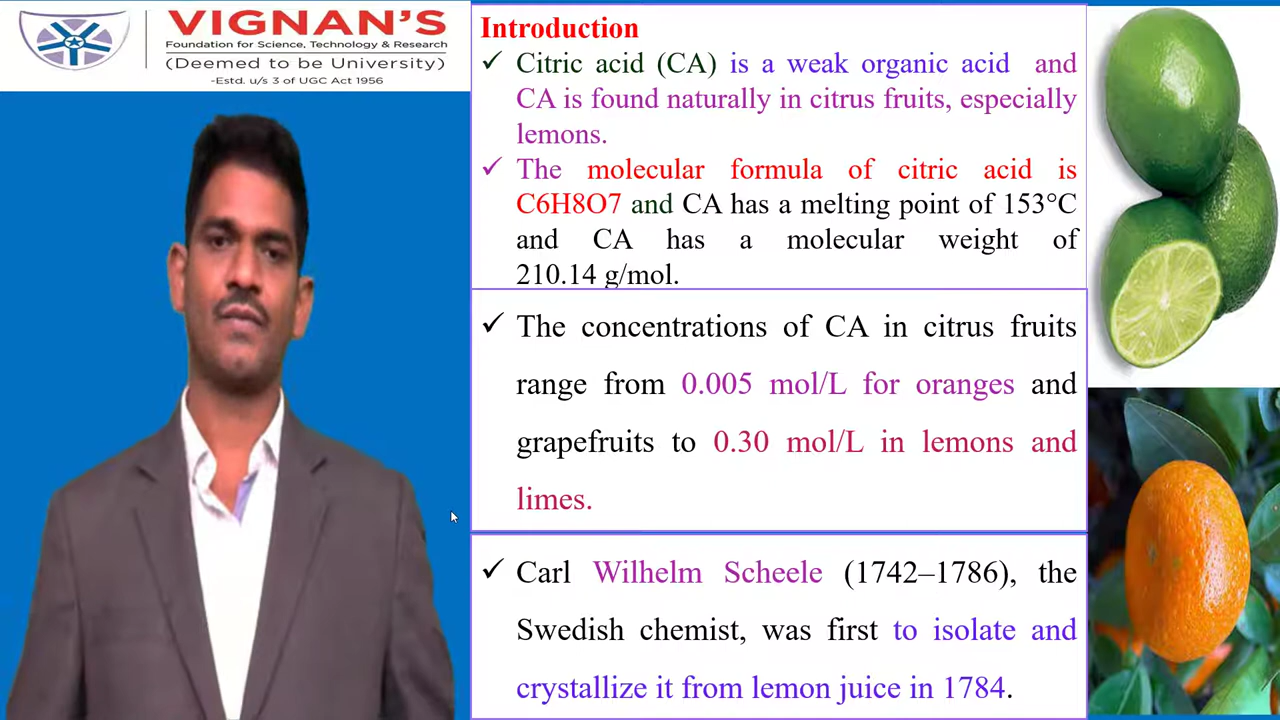 VIGNAN'S
Foundation for Science, Technology & Research
(Deemed to be University)
-Estd. u/s 3 of UGC Act 1956
Introduction
✓ Citric acid (CA) is a weak organic acid and
CA is found naturally in citrus fruits, especially
lemons.
✓ The molecular formula of citric acid is
C6H8O7 and CA has a melting point of 153°C
and CA has a molecular weight of
210.14 g/mol.
✓ The concentrations of CA in citrus fruits
range from 0.005 mol/L for oranges and
grapefruits to 0.30 mol/L in lemons and
limes.
✓ Carl Wilhelm Scheele (1742–1786), the
Swedish chemist, was first to isolate and
crystallize it from lemon juice in 1784.